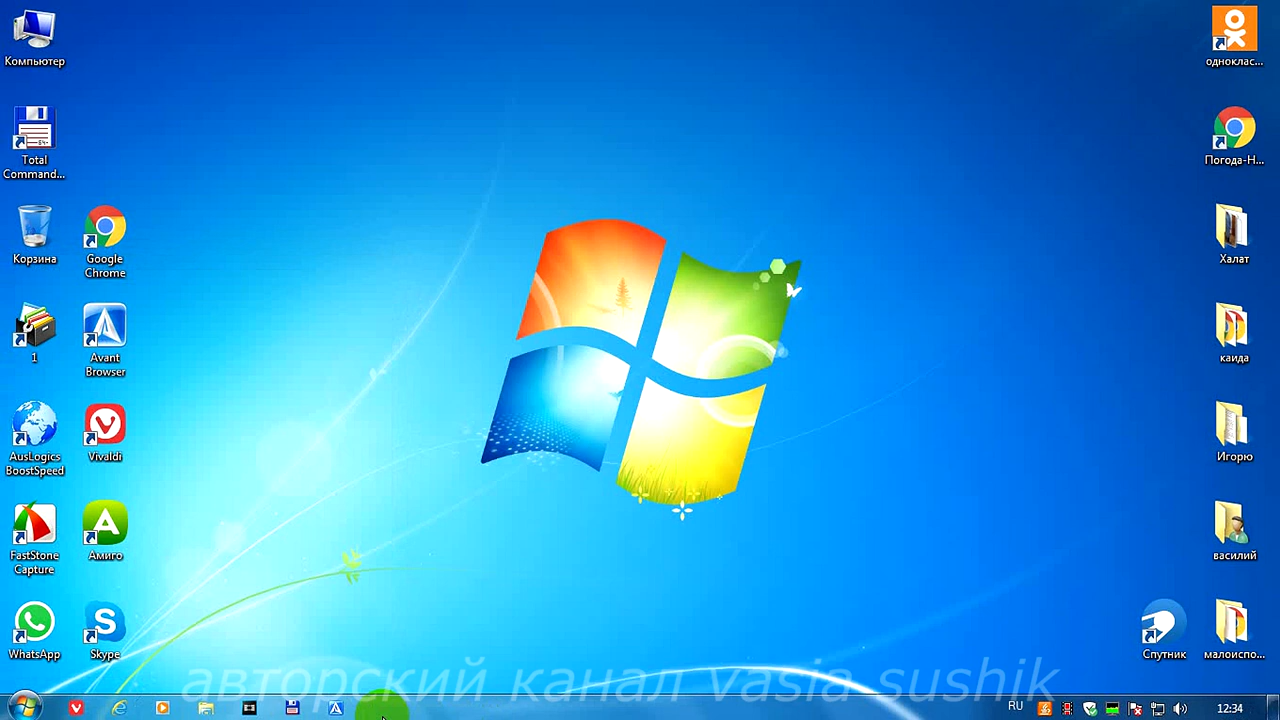 Компьютер
Total
Command...
Корзина
Google
Chrome
1
Avant
Browser
AusLogics
BoostSpeed
Vivaldi
FastStone
Capture
Амиго
WhatsApp
Skype
одноклас...
Погода-Н...
Халат
каида
Игорю
василий
Спутник
малоиспо...
авторский канал vasia sushik
RU
12:34